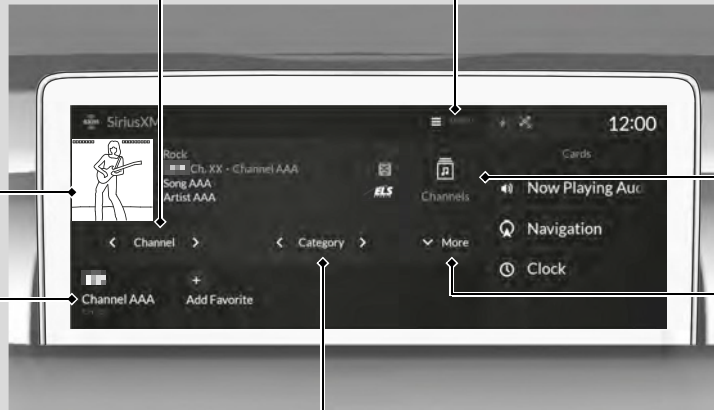 SiriusXM
12:00
Rock
Ch. XX - Channel AAA
Song AAA
Artist AAA
ELS
Channels
Cards
Now Playing Aud
Navigation
Clock
Channel
Category
More
Channel AAA
Add Favorite